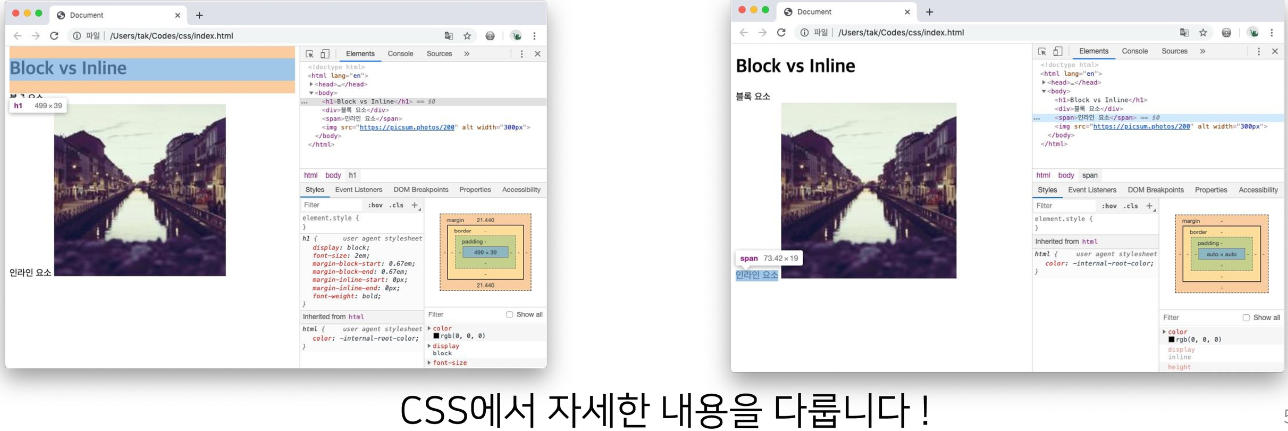 Document
파일 | /Users/tak/Codes/css/index.html
Block vs Inline
h1 499 × 39
인라인 요소
Elements Console Sources »
<!doctype html>
<html lang="en">
<head>…</head>
<body>
… <h1>Block vs Inline</h1> == $0
<div>블록 요소</div>
<span>인라인 요소</span>
<img src="https://picsum.photos/200" alt width="300px">
</body>
</html>
html body h1
Styles Event Listeners DOM Breakpoints Properties Accessibility
Filter :hov .cls +
element.style {
}
h1 { user agent stylesheet
display: block;
font-size: 2em;
margin-block-start: 0.67em;
margin-block-end: 0.67em;
margin-inline-start: 0px;
margin-inline-end: 0px;
font-weight: bold;
}
Inherited from html
html { user agent stylesheet
color: -internal-root-color;
}
margin 21.440
border -
padding -
499 × 39
-
-
21.440
Filter Show all
color
rgb(0, 0, 0)
display
block
font-size
Document
파일 | /Users/tak/Codes/css/index.html
Block vs Inline
블록 요소
span 73.42 × 19
인라인 요소
Elements Console Sources »
<!doctype html>
<html lang="en">
<head>…</head>
<body>
<h1>Block vs Inline</h1>
<div>블록 요소</div>
… <span>인라인 요소</span> == $0
<img src="https://picsum.photos/200" alt width="300px">
</body>
</html>
html body span
Styles Event Listeners DOM Breakpoints Properties Accessibility
Filter :hov .cls +
element.style {
}
Inherited from html
html { user agent stylesheet
color: -internal-root-color;
}
margin -
border -
padding -
auto × auto
-
-
-
Filter Show all
color
rgb(0, 0, 0)
display
inline
height
CSS에서 자세한 내용을 다룹니다 !